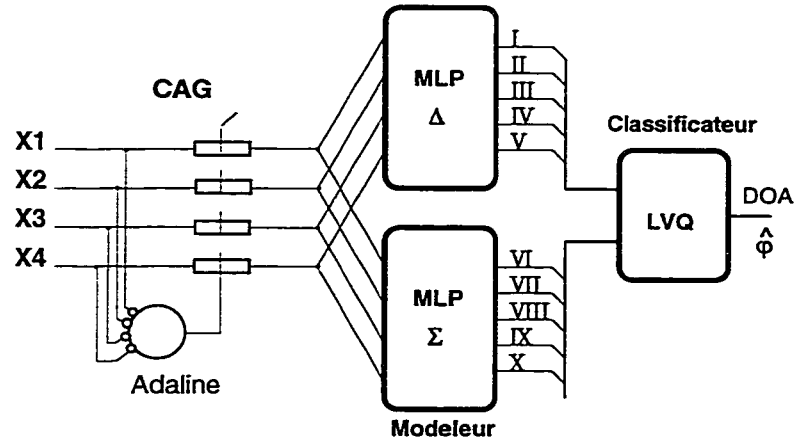 CAG
X1
X2
X3
X4
Adaline
MLP
Δ
I
II
III
IV
V
MLP
Σ
VI
VII
VIII
IX
X
Modeleur
Classificateur
LVQ
DOA
φ̂